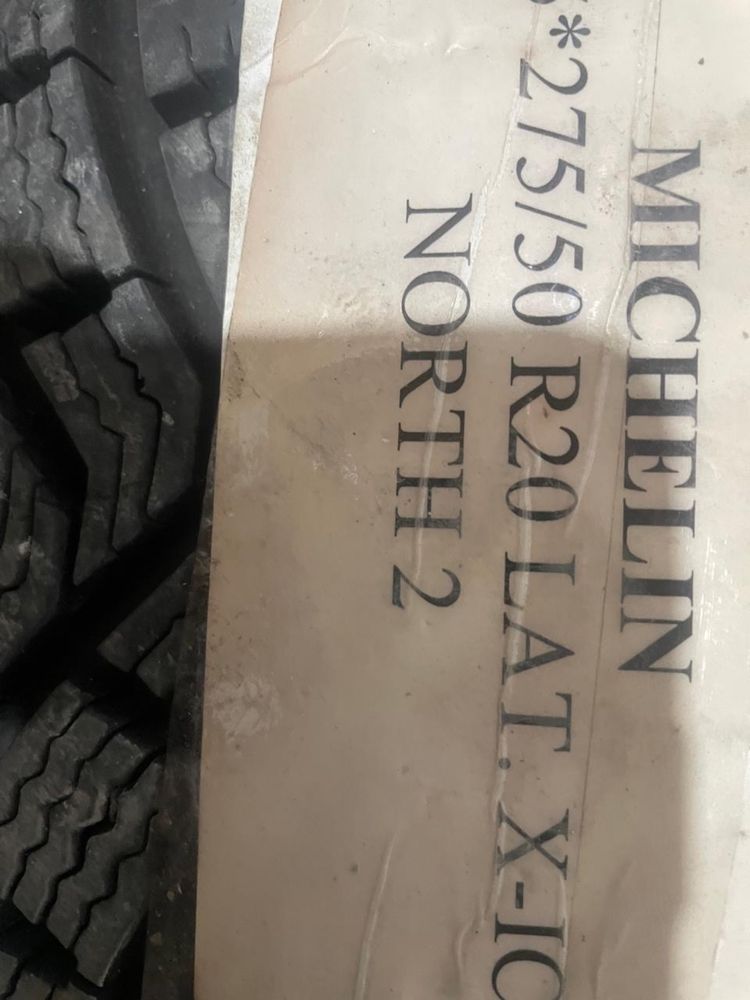 MICHELIN
*275/50 R20 LAT. X-IC
NORTH 2